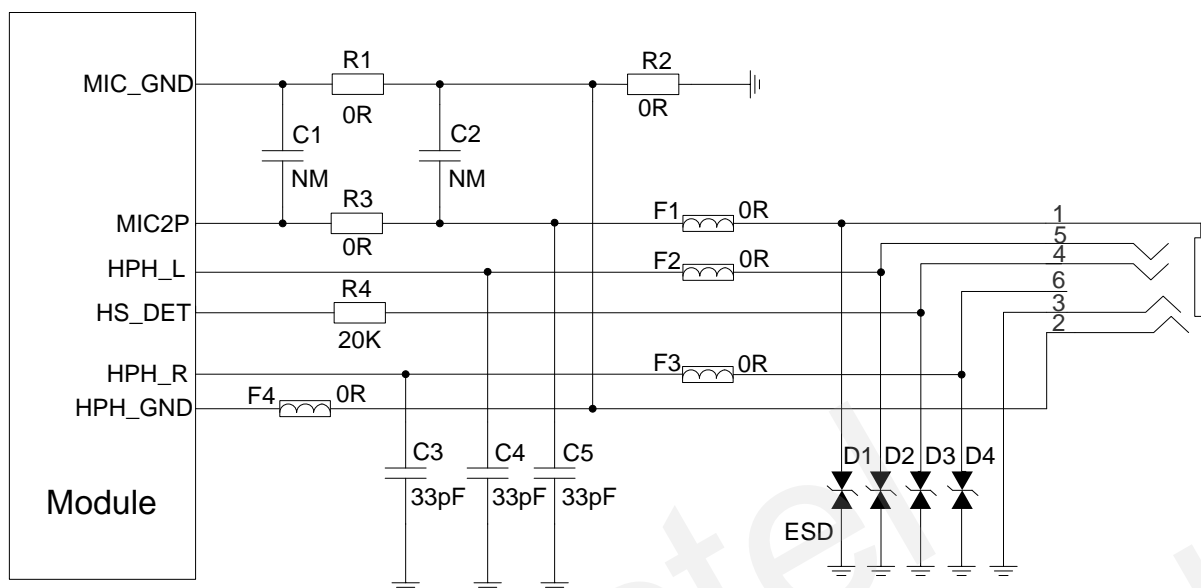 R1
R2
MIC_GND
0R
0R
C1
C2
NM
NM
R3
MIC2P
0R
F1
0R
1
5
HPH_L
F2
0R
4
R4
6
HS_DET
20K
3
2
HPH_R
F3
0R
HPH_GND
F4
0R
C3
C4
C5
D1
D2
D3
D4
33pF
33pF
33pF
Module
ESD